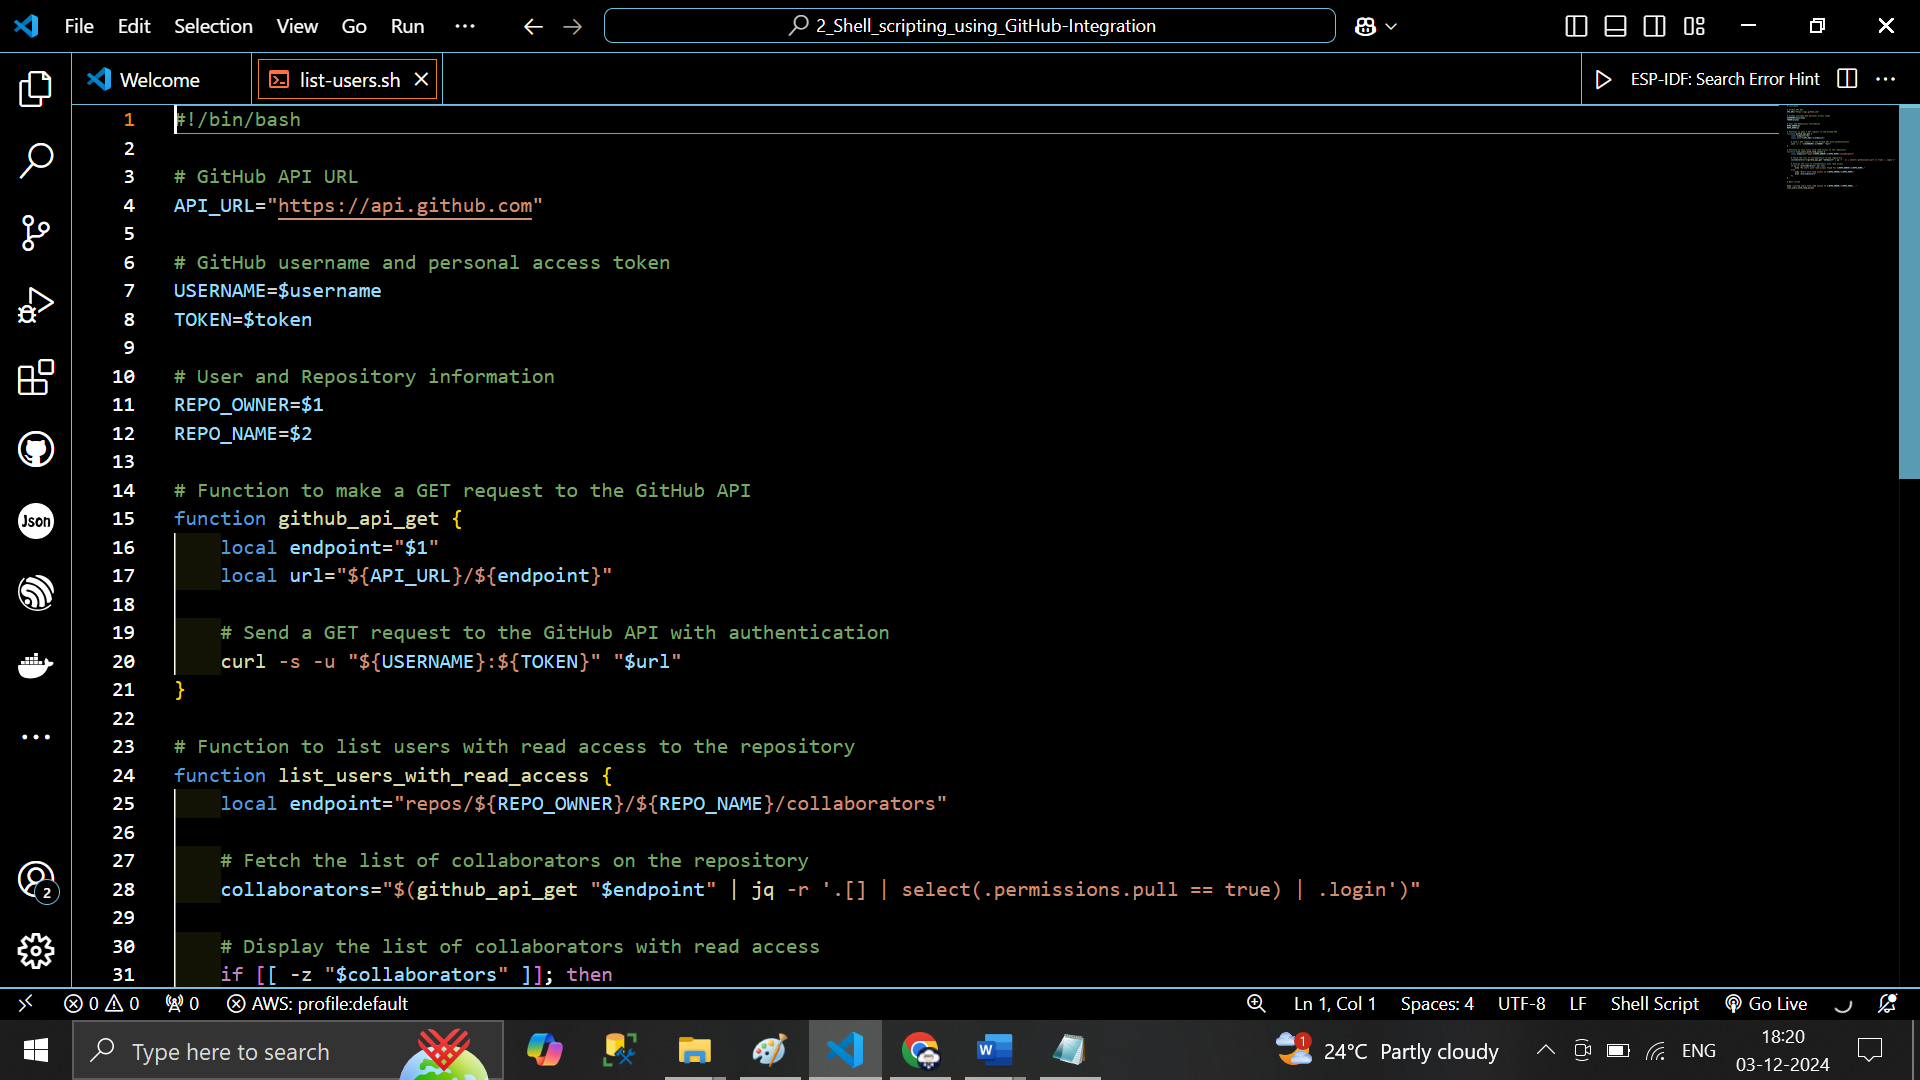 File Edit Selection View Go Run ··· 2_Shell_scripting_using_GitHub-Integration
Welcome list-users.sh ESP-IDF: Search Error Hint
1 #!/bin/bash
2
3 # GitHub API URL
4 API_URL="https://api.github.com"
5
6 # GitHub username and personal access token
7 USERNAME=$username
8 TOKEN=$token
9
10 # User and Repository information
11 REPO_OWNER=$1
12 REPO_NAME=$2
13
14 # Function to make a GET request to the GitHub API
15 function github_api_get {
16     local endpoint="$1"
17     local url="${API_URL}/${endpoint}"
18
19     # Send a GET request to the GitHub API with authentication
20     curl -s -u "${USERNAME}:${TOKEN}" "$url"
21 }
22
23 # Function to list users with read access to the repository
24 function list_users_with_read_access {
25     local endpoint="repos/${REPO_OWNER}/${REPO_NAME}/collaborators"
26
27     # Fetch the list of collaborators on the repository
28     collaborators="$(github_api_get "$endpoint" | jq -r '.[] | select(.permissions.pull == true) | .login')"
29
30     # Display the list of collaborators with read access
31     if [[ -z "$collaborators" ]]; then
Json
2
0 0 0 AWS: profile:default Ln 1, Col 1 Spaces: 4 UTF-8 LF Shell Script Go Live
Type here to search 1 24°C Partly cloudy ENG 18:20
03-12-2024